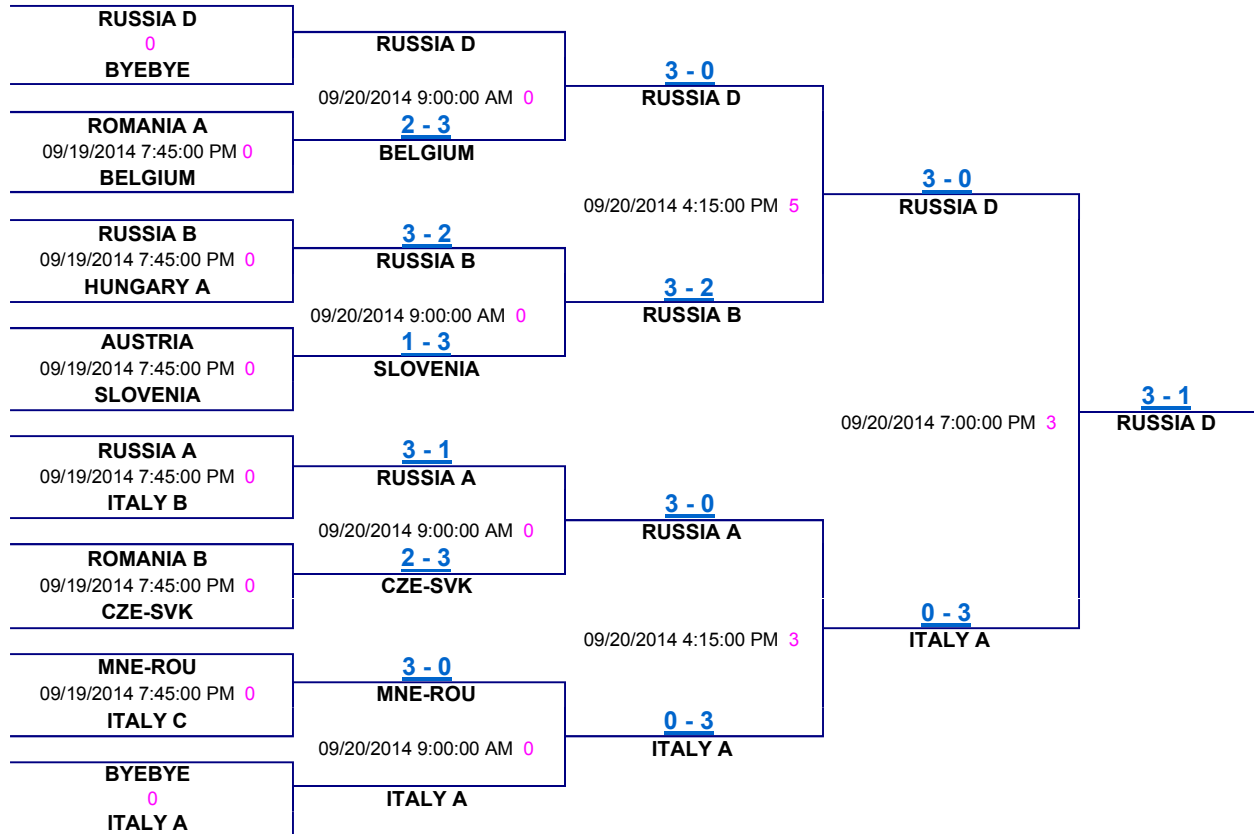 RUSSIA D
0
BYEBYE
ROMANIA A
09/19/2014 7:45:00 PM 0
BELGIUM
RUSSIA B
09/19/2014 7:45:00 PM 0
HUNGARY A
AUSTRIA
09/19/2014 7:45:00 PM 0
SLOVENIA
RUSSIA A
09/19/2014 7:45:00 PM 0
ITALY B
ROMANIA B
09/19/2014 7:45:00 PM 0
CZE-SVK
MNE-ROU
09/19/2014 7:45:00 PM 0
ITALY C
BYEBYE
0
ITALY A
RUSSIA D
09/20/2014 9:00:00 AM 0
2 - 3
BELGIUM
3 - 2
RUSSIA B
09/20/2014 9:00:00 AM 0
1 - 3
SLOVENIA
3 - 1
RUSSIA A
09/20/2014 9:00:00 AM 0
2 - 3
CZE-SVK
3 - 0
MNE-ROU
09/20/2014 9:00:00 AM 0
ITALY A
3 - 0
RUSSIA D
09/20/2014 4:15:00 PM 5
3 - 2
RUSSIA B
3 - 0
RUSSIA A
09/20/2014 4:15:00 PM 3
0 - 3
ITALY A
3 - 0
RUSSIA D
09/20/2014 7:00:00 PM 3
0 - 3
ITALY A
3 - 1
RUSSIA D